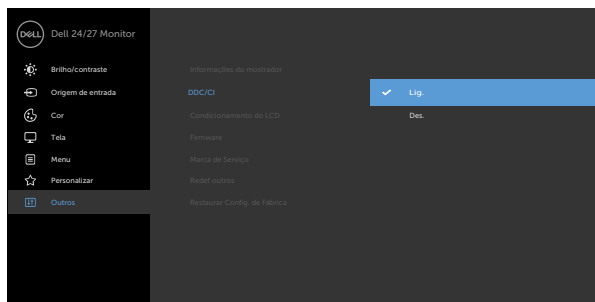 DELL
Dell 24/27 Monitor
Brilho/contraste
Origem de entrada
Cor
Tela
Menu
Personalizar
Outros
Informações do mostrador
DDC/CI
Condicionamento do LCD
Firmware
Marca de Serviço
Redef outros
Restaurar Config. de Fábrica
Lig.
Des.